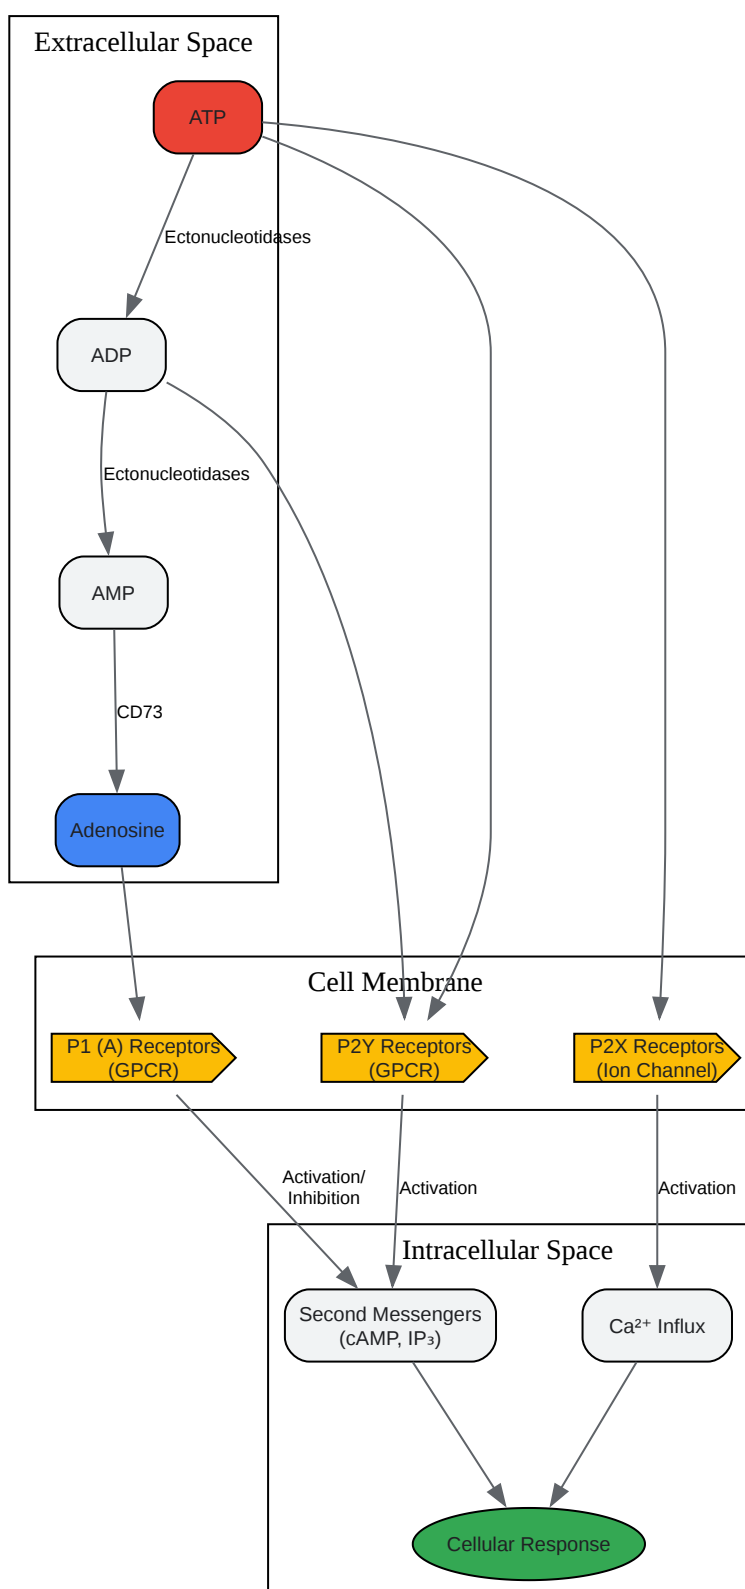 Extracellular Space
ATP
Ectonucleotidases
ADP
Ectonucleotidases
AMP
CD73
Adenosine
Cell Membrane
P1 (A) Receptors
(GPCR)
P2Y Receptors
(GPCR)
P2X Receptors
(Ion Channel)
Activation/
Inhibition
Activation
Activation
Intracellular Space
Second Messengers
(cAMP, IP₃)
Ca²⁺ Influx
Cellular Response